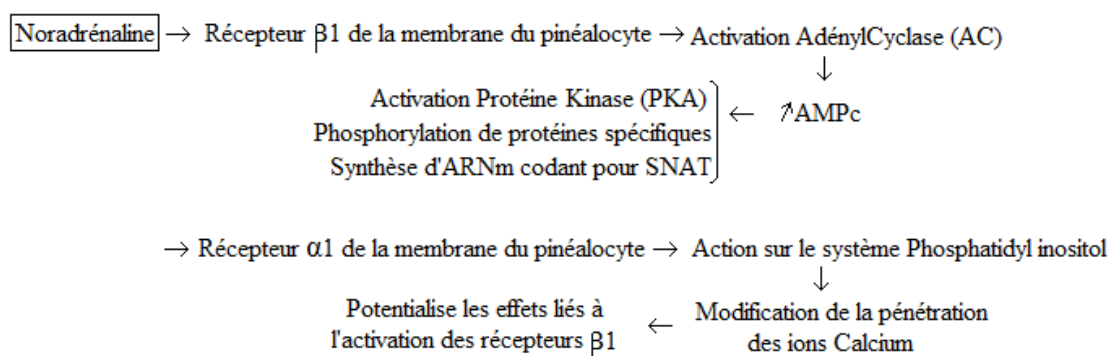 Noradrénaline → Récepteur β1 de la membrane du pinéalocyte → Activation AdénylCyclase (AC)
↓
Activation Protéine Kinase (PKA)
Phosphorylation de protéines spécifiques ← ↗AMPc
Synthèse d'ARNm codant pour SNAT
→ Récepteur α1 de la membrane du pinéalocyte → Action sur le système Phosphatidyl inositol
↓
Potentialise les effets liés à
l'activation des récepteurs β1
← Modification de la pénétration
des ions Calcium